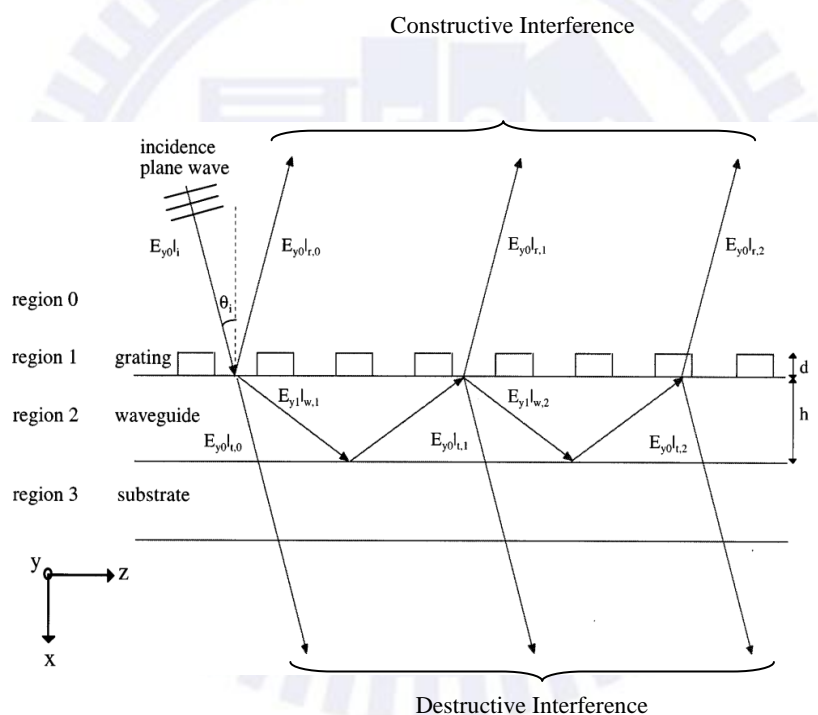 Constructive Interference
incidence
plane wave
E_y0|_i
E_y0|_r,0
E_y0|_r,1
E_y0|_r,2
θ_i
region 0
region 1 grating
d
region 2 waveguide
E_y1|_w,1
E_y1|_w,2
h
E_y0|_t,0
E_y0|_t,1
E_y0|_t,2
region 3 substrate
y
z
x
Destructive Interference